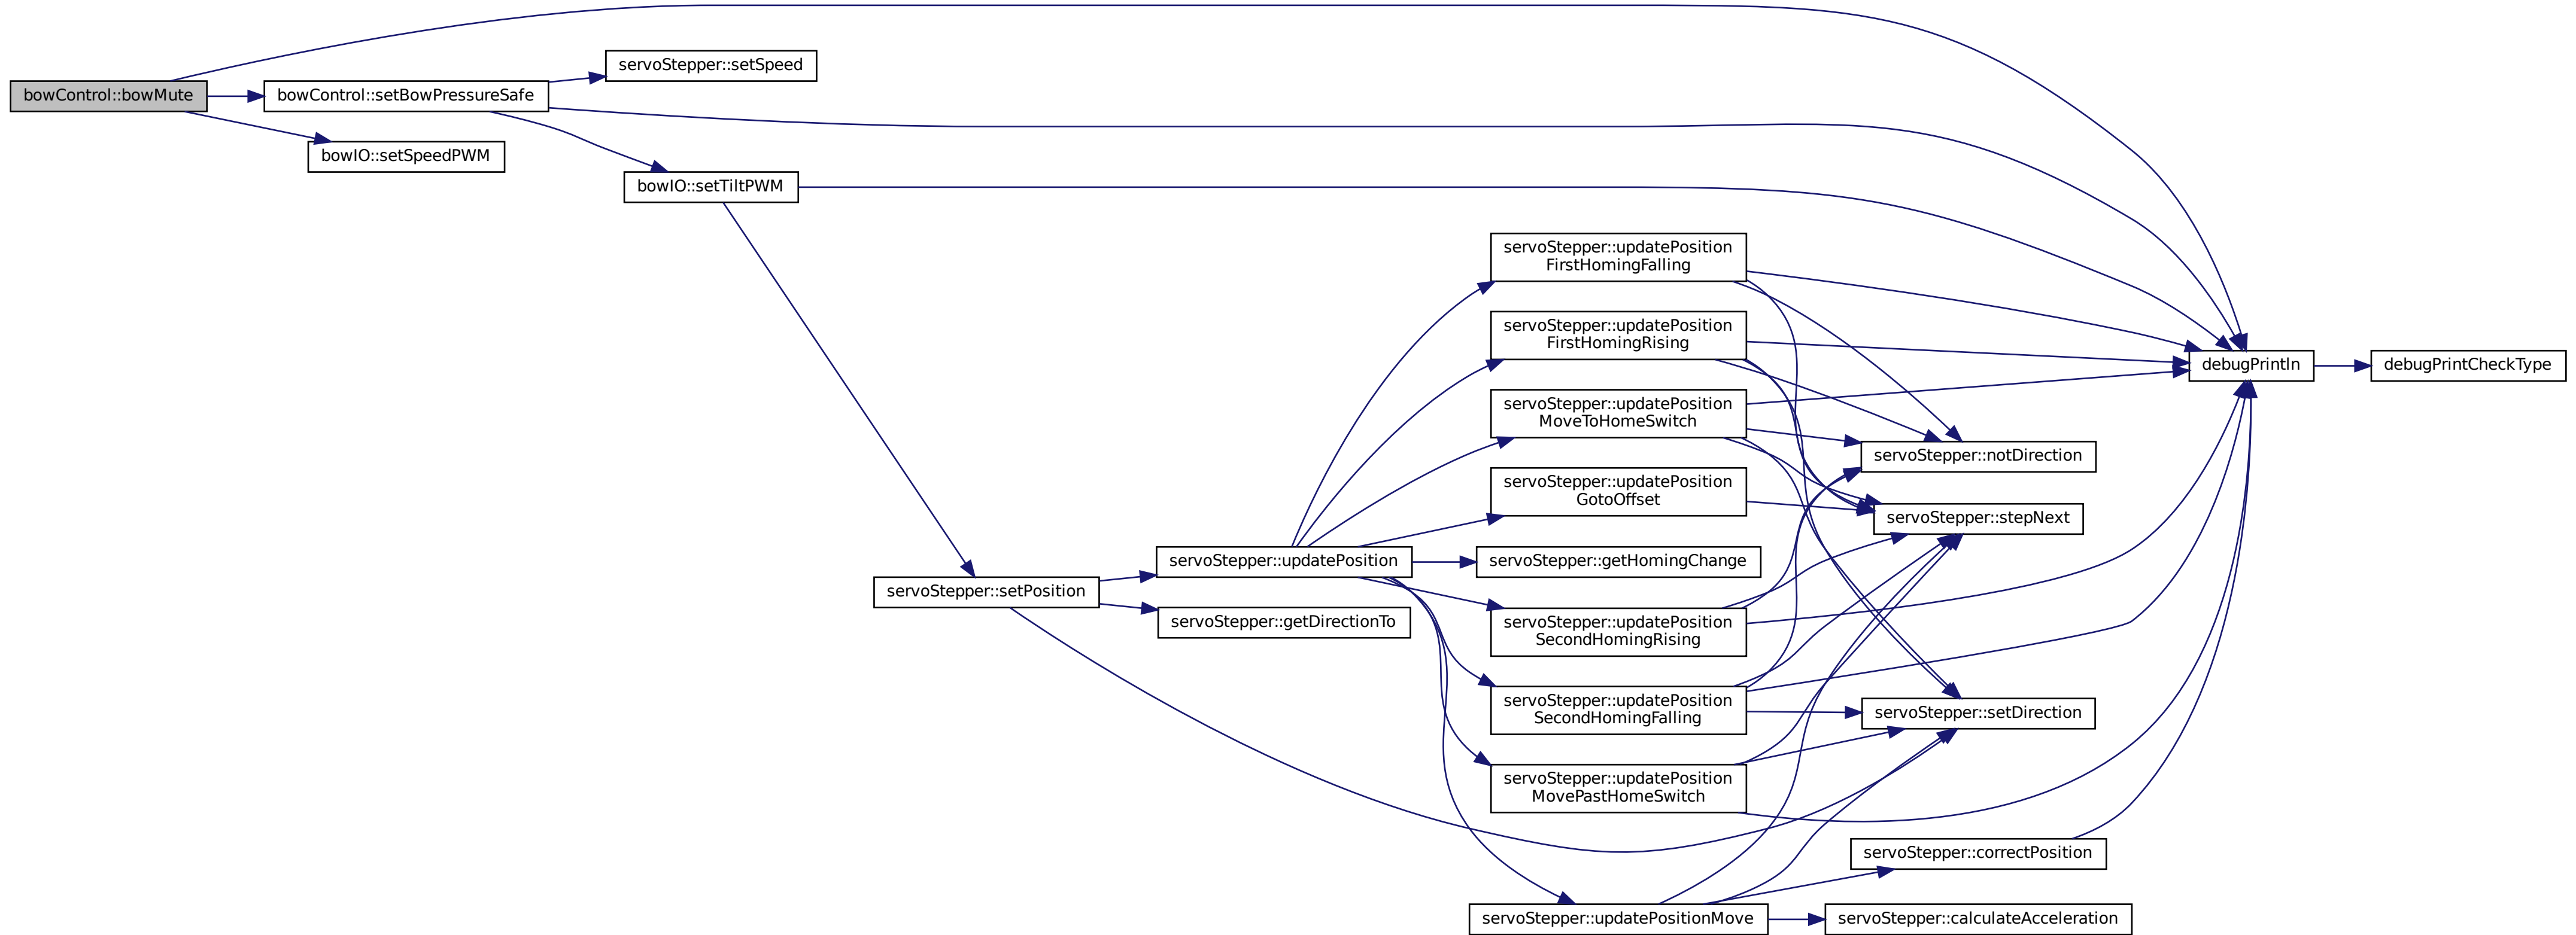 bowControl::bowMute
bowControl::setBowPressureSafe
servoStepper::setSpeed
bowIO::setSpeedPWM
bowIO::setTiltPWM
servoStepper::setPosition
servoStepper::updatePosition
servoStepper::getDirectionTo
servoStepper::updatePosition
FirstHomingFalling
servoStepper::updatePosition
FirstHomingRising
servoStepper::updatePosition
MoveToHomeSwitch
servoStepper::updatePosition
GotoOffset
servoStepper::getHomingChange
servoStepper::updatePosition
SecondHomingRising
servoStepper::updatePosition
SecondHomingFalling
servoStepper::updatePosition
MovePastHomeSwitch
servoStepper::updatePositionMove
servoStepper::notDirection
servoStepper::stepNext
servoStepper::setDirection
servoStepper::correctPosition
servoStepper::calculateAcceleration
debugPrintln
debugPrintCheckType